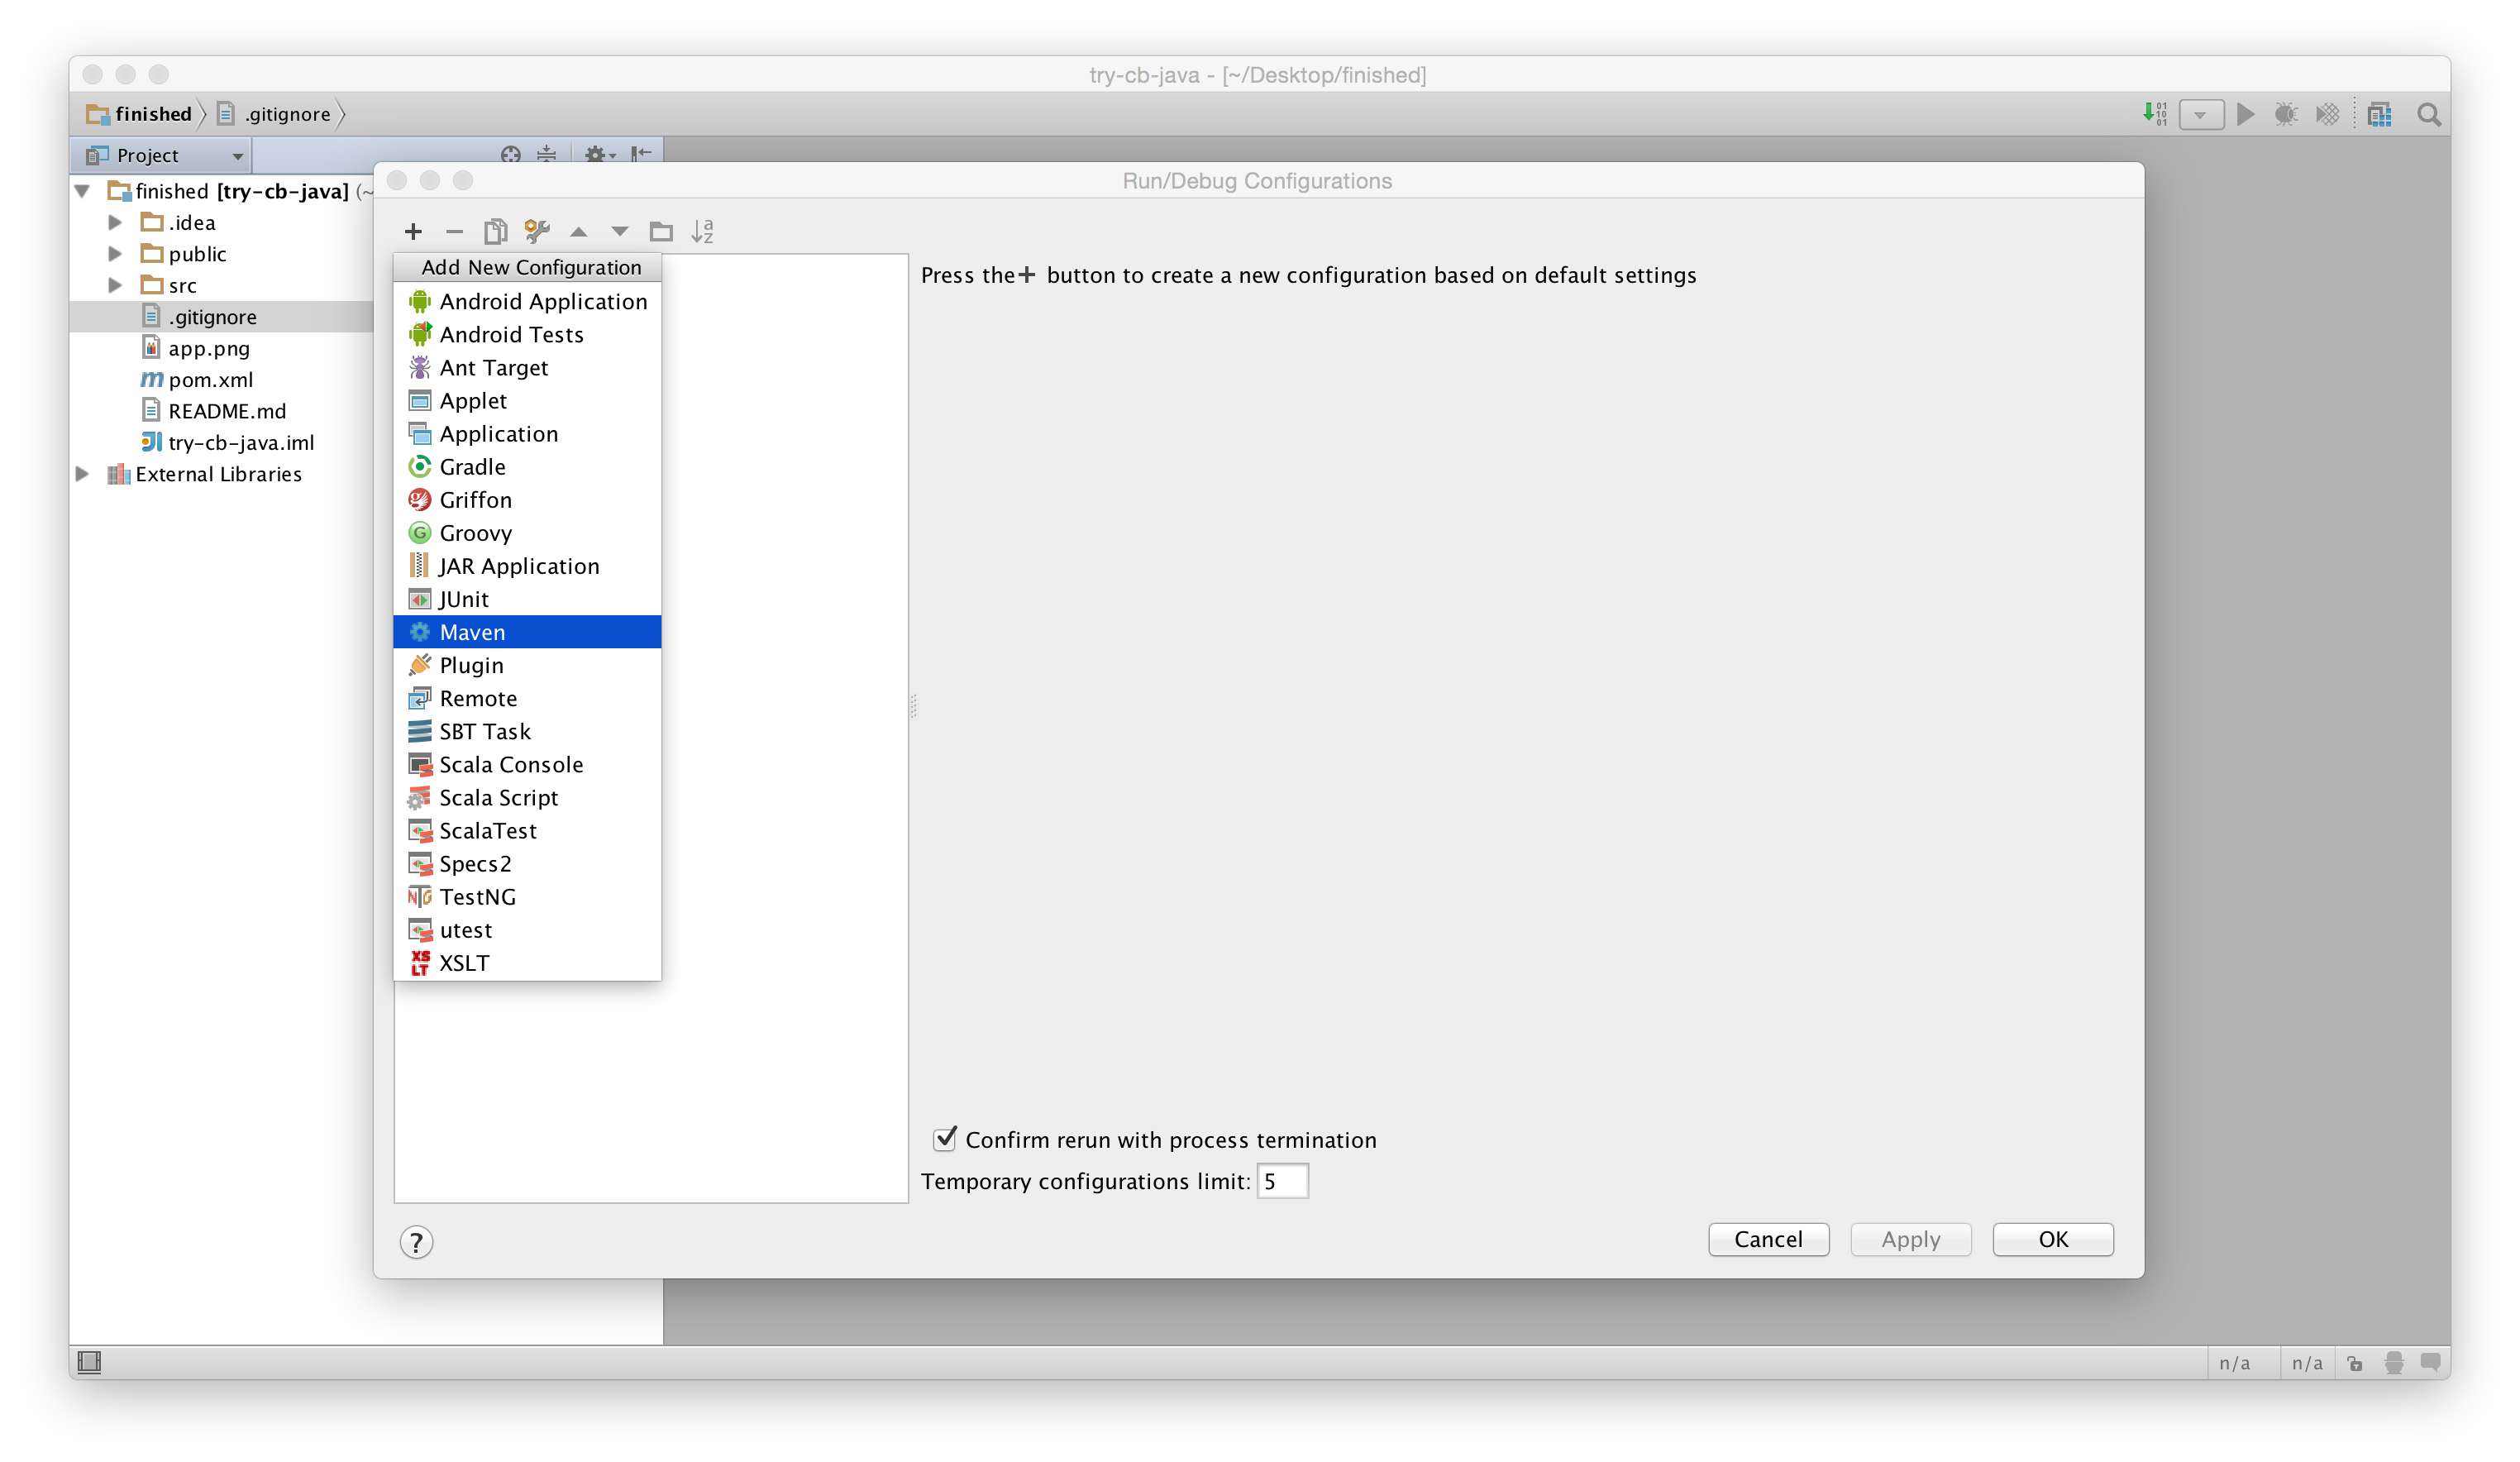 try-cb-java - [~/Desktop/finished]
finished
.gitignore
Project
finished [try-cb-java] (~
.idea
public
src
.gitignore
app.png
pom.xml
README.md
try-cb-java.iml
External Libraries
Run/Debug Configurations
Add New Configuration
Android Application
Android Tests
Ant Target
Applet
Application
Gradle
Griffon
Groovy
JAR Application
JUnit
Maven
Plugin
Remote
SBT Task
Scala Console
Scala Script
ScalaTest
Specs2
TestNG
utest
XSLT
Press the + button to create a new configuration based on default settings
Confirm rerun with process termination
Temporary configurations limit: 5
?
Cancel
Apply
OK
n/a
n/a